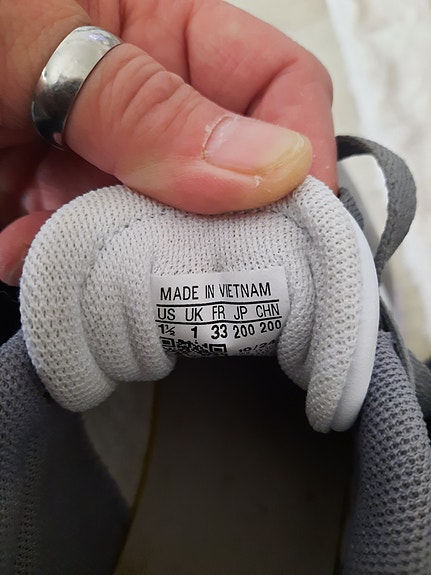 MADE IN VIETNAM
US UK FR JP CHN
1½ 1 33 200 200